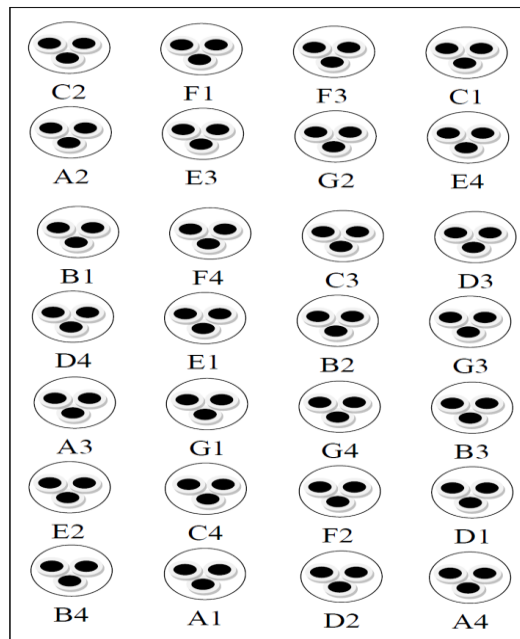 C2 F1 F3 C1
A2 E3 G2 E4
B1 F4 C3 D3
D4 E1 B2 G3
A3 G1 G4 B3
E2 C4 F2 D1
B4 A1 D2 A4